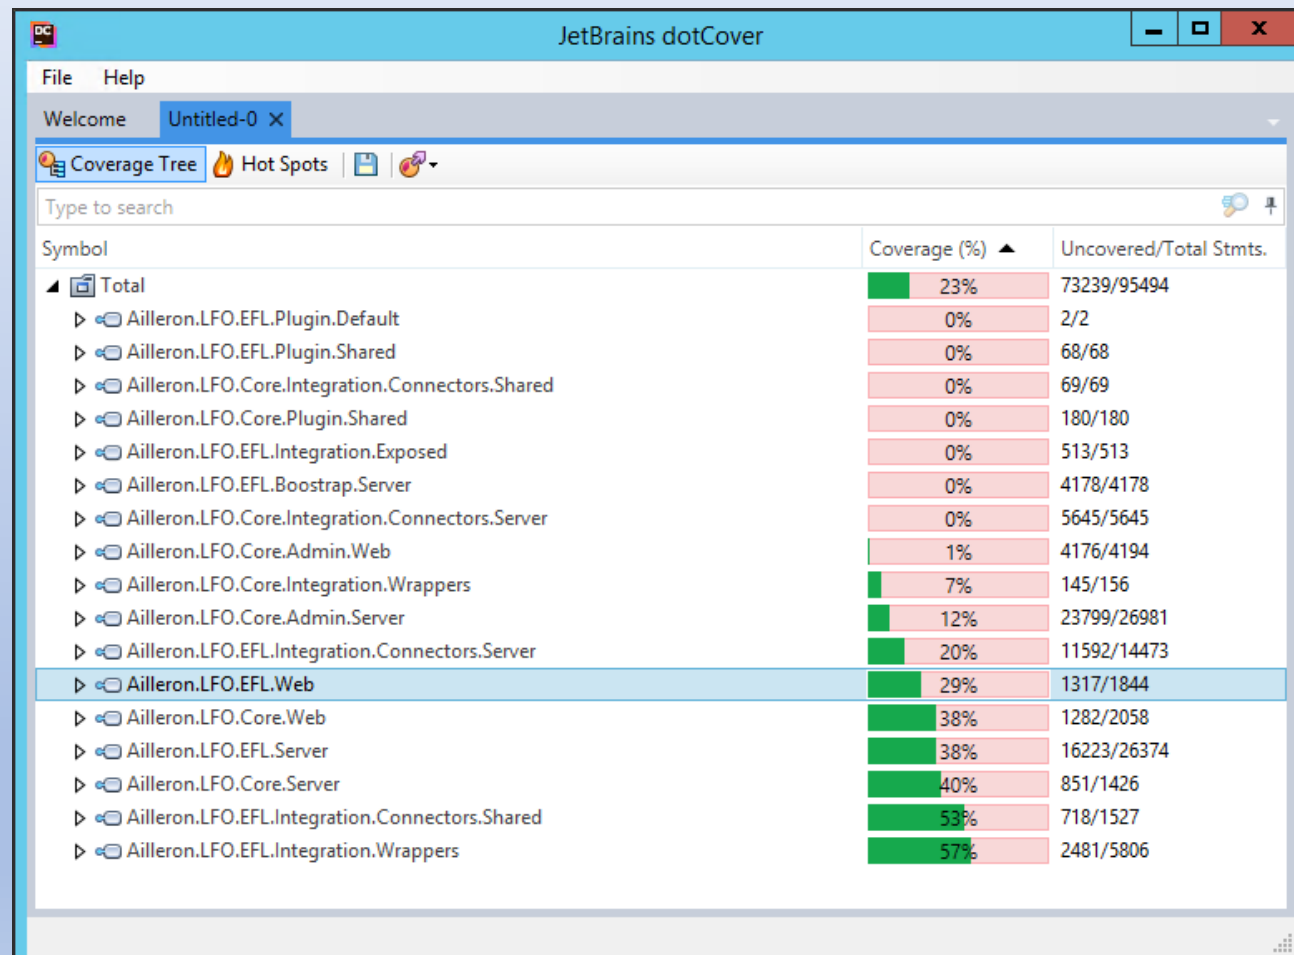 DC
JetBrains dotCover
File Help
Welcome Untitled-0
Coverage Tree Hot Spots
Type to search
Symbol Coverage (%) Uncovered/Total Stmts.
Total 23% 73239/95494
Ailleron.LFO.EFL.Plugin.Default 0% 2/2
Ailleron.LFO.EFL.Plugin.Shared 0% 68/68
Ailleron.LFO.Core.Integration.Connectors.Shared 0% 69/69
Ailleron.LFO.Core.Plugin.Shared 0% 180/180
Ailleron.LFO.EFL.Integration.Exposed 0% 513/513
Ailleron.LFO.EFL.Boostrap.Server 0% 4178/4178
Ailleron.LFO.Core.Integration.Connectors.Server 0% 5645/5645
Ailleron.LFO.Core.Admin.Web 1% 4176/4194
Ailleron.LFO.Core.Integration.Wrappers 7% 145/156
Ailleron.LFO.Core.Admin.Server 12% 23799/26981
Ailleron.LFO.EFL.Integration.Connectors.Server 20% 11592/14473
Ailleron.LFO.EFL.Web 29% 1317/1844
Ailleron.LFO.Core.Web 38% 1282/2058
Ailleron.LFO.EFL.Server 38% 16223/26374
Ailleron.LFO.Core.Server 40% 851/1426
Ailleron.LFO.EFL.Integration.Connectors.Shared 53% 718/1527
Ailleron.LFO.EFL.Integration.Wrappers 57% 2481/5806